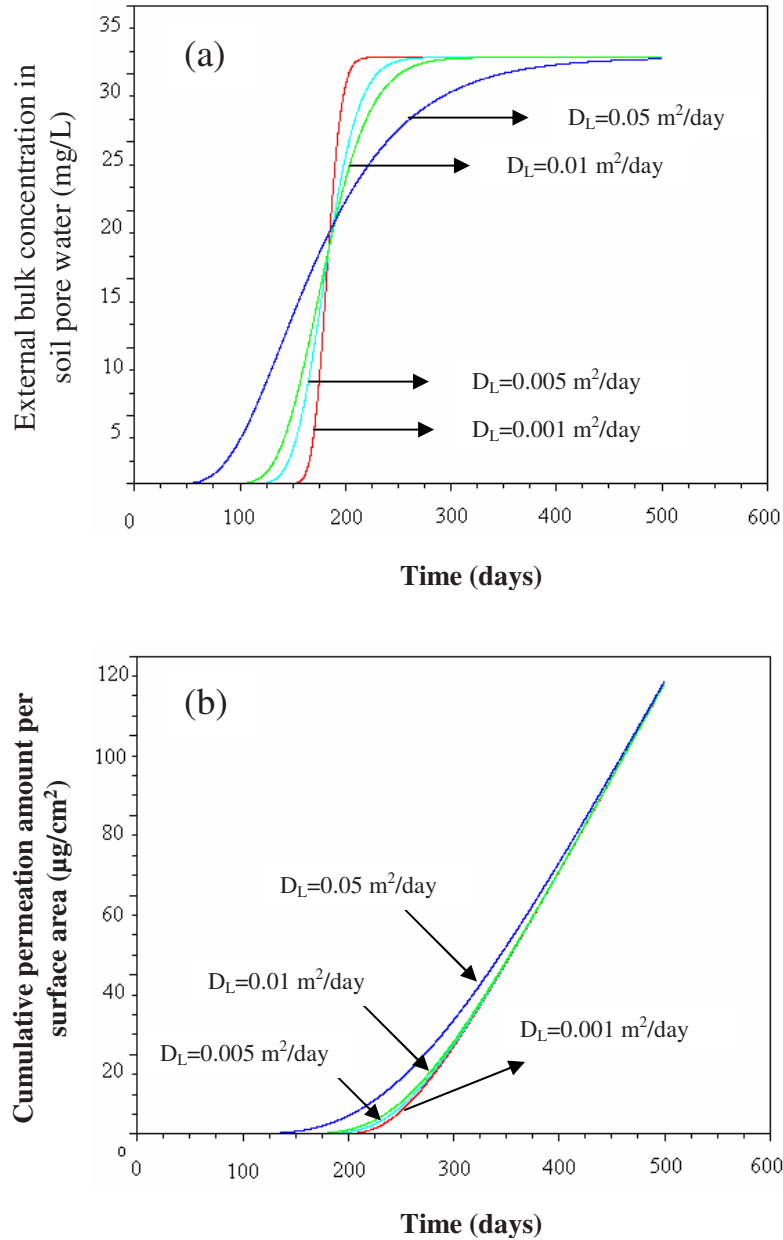 (a)
External bulk concentration in
soil pore water (mg/L)
35
30
25
20
15
10
5
0 100 200 300 400 500 600
D_L=0.05 m²/day
D_L=0.01 m²/day
D_L=0.005 m²/day
D_L=0.001 m²/day
Time (days)
(b)
Cumulative permeation amount per
surface area (µg/cm²)
120
100
80
60
40
20
0
0 100 200 300 400 500 600
D_L=0.05 m²/day
D_L=0.01 m²/day
D_L=0.005 m²/day
D_L=0.001 m²/day
Time (days)